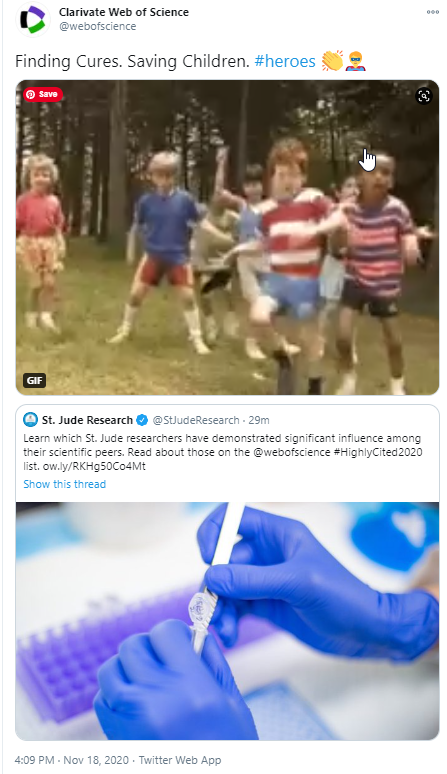 Clarivate Web of Science
@webofscience
Finding Cures. Saving Children. #heroes 👏🦸‍♂️
Save
GIF
St. Jude Research @StJudeResearch · 29m
Learn which St. Jude researchers have demonstrated significant influence among
their scientific peers. Read about those on the @webofscience #HighlyCited2020
list. ow.ly/RKHg50Co4Mt
Show this thread
4:09 PM · Nov 18, 2020 · Twitter Web App